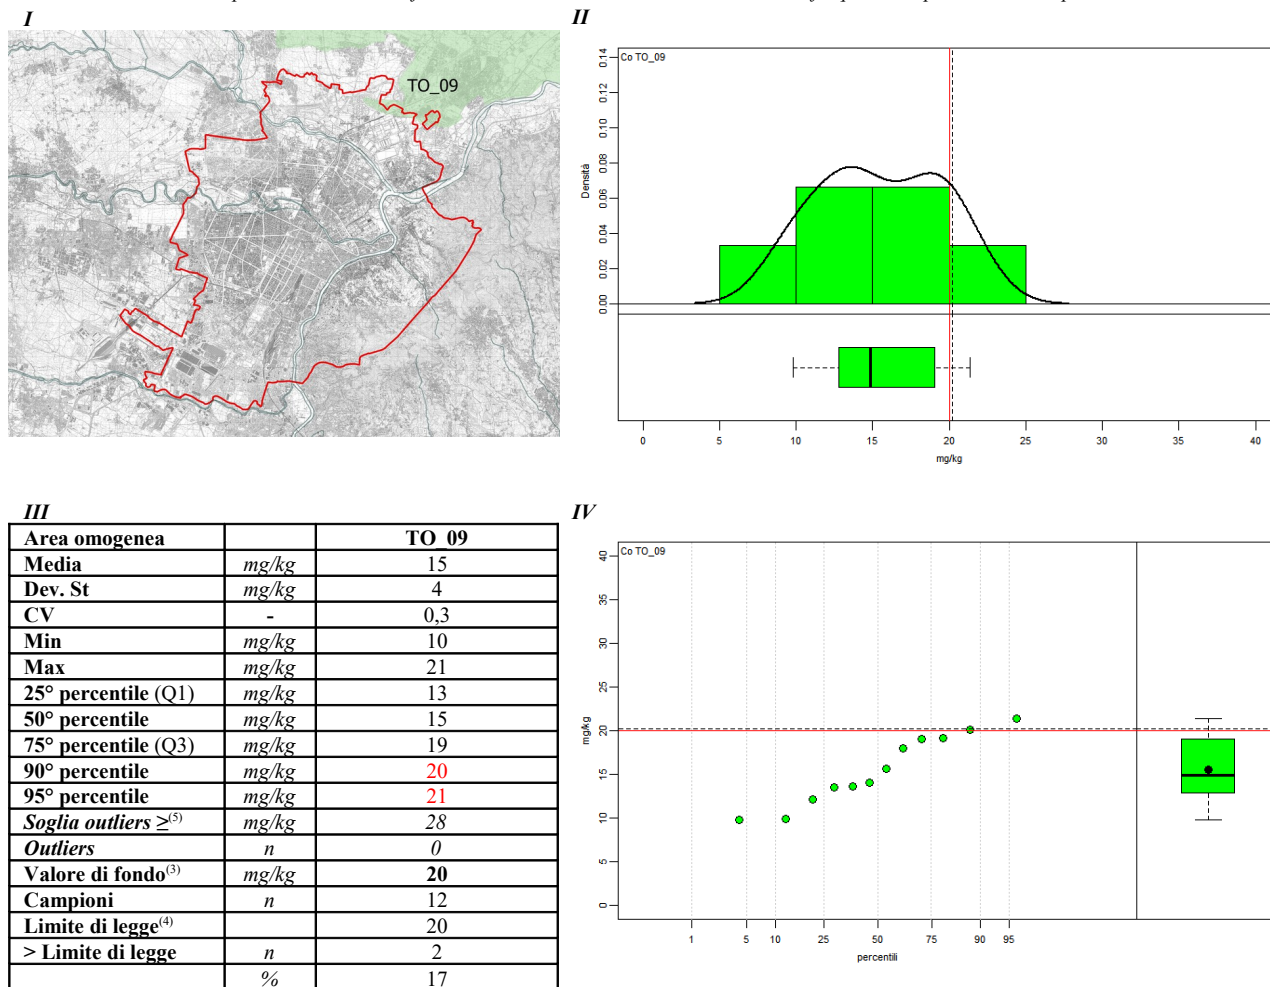 I
TO_09
II
Co TO_09
Densità
0.00 0.02 0.04 0.06 0.08 0.10 0.12 0.14
0 5 10 15 20 25 30 35 40
mg/kg
III
Area omogenea TO_09
Media mg/kg 15
Dev. St mg/kg 4
CV - 0,3
Min mg/kg 10
Max mg/kg 21
25° percentile (Q1) mg/kg 13
50° percentile mg/kg 15
75° percentile (Q3) mg/kg 19
90° percentile mg/kg 20
95° percentile mg/kg 21
Soglia outliers ≥(5) mg/kg 28
Outliers n 0
Valore di fondo(3) mg/kg 20
Campioni n 12
Limite di legge(4) 20
> Limite di legge n 2
% 17
IV
Co TO_09
mg/kg
0 5 10 15 20 25 30 35 40
1 5 10 25 50 75 90 95
percentili